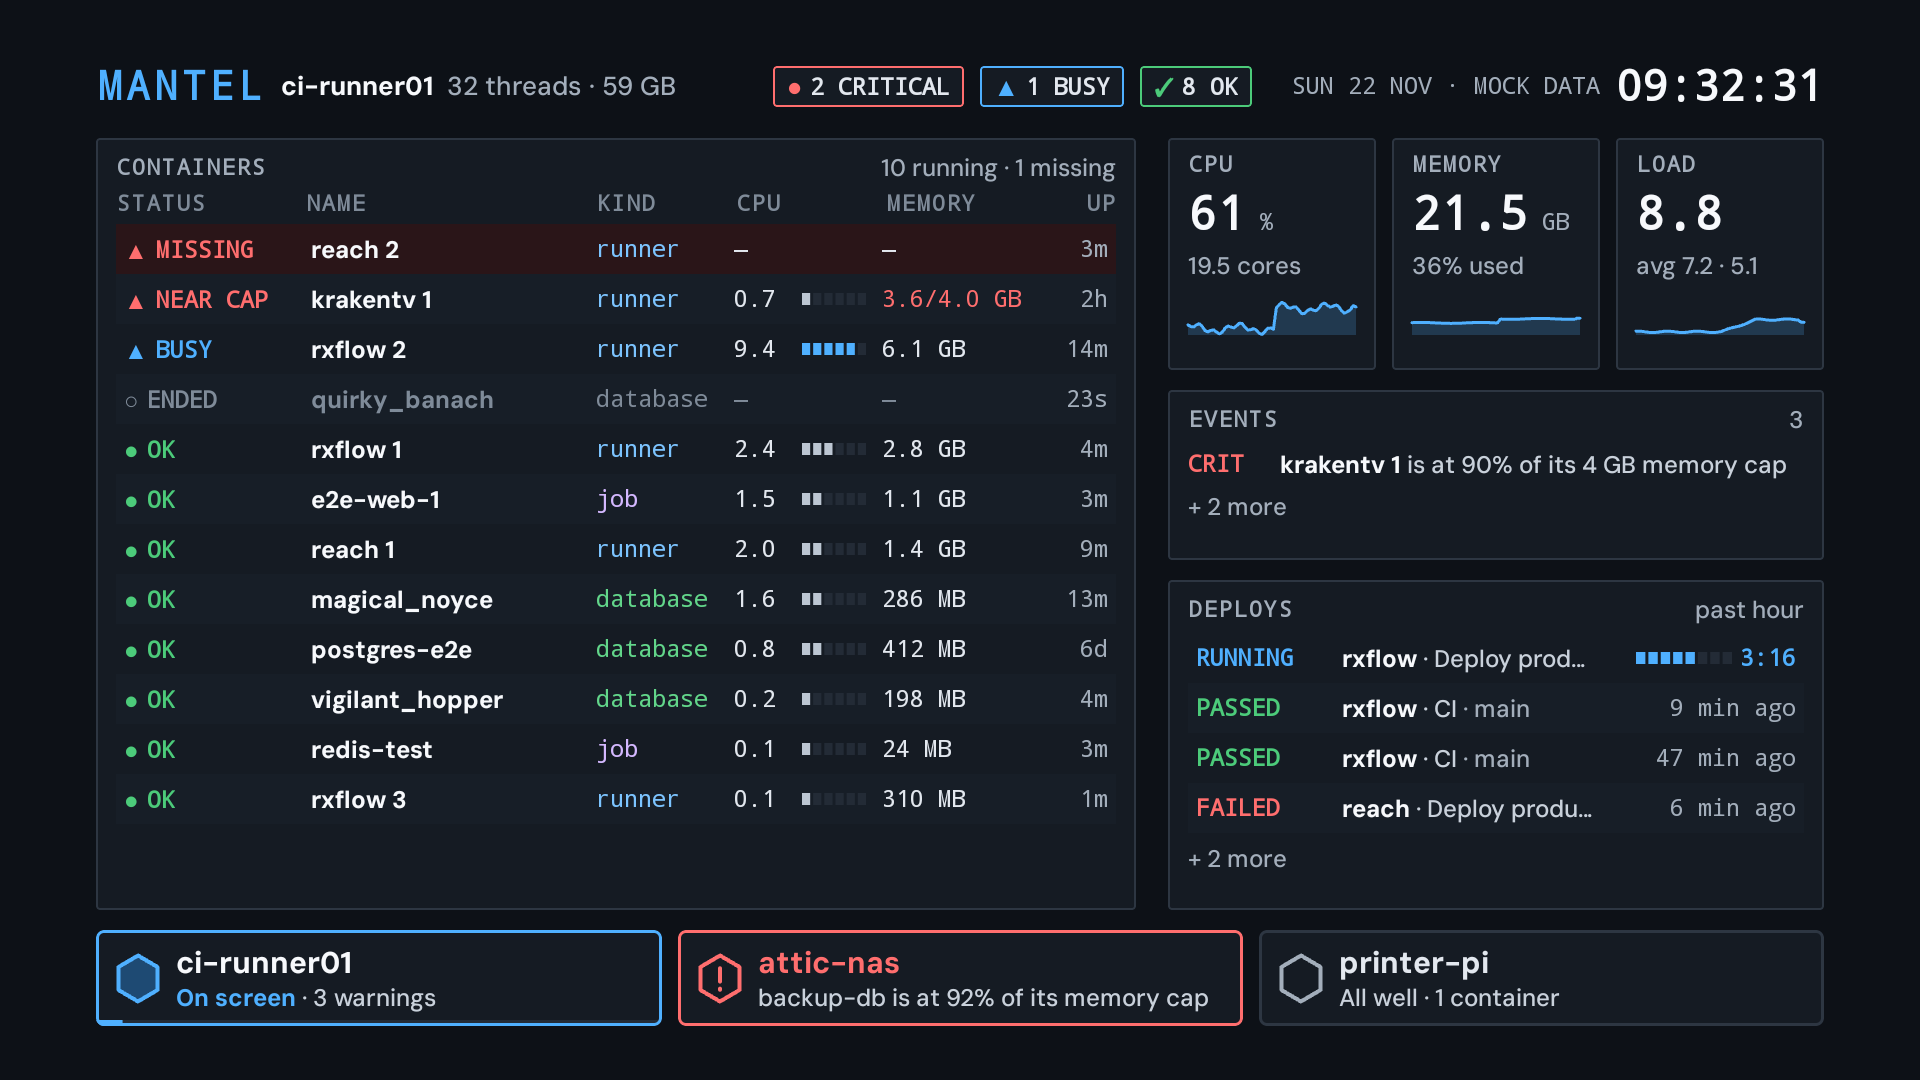 MANTEL ci-runner01 32 threads · 59 GB ● 2 CRITICAL ▲ 1 BUSY ✓ 8 OK SUN 22 NOV · MOCK DATA 09:32:31
CONTAINERS 10 running · 1 missing
STATUS NAME KIND CPU MEMORY UP
▲ MISSING reach 2 runner — — 3m
▲ NEAR CAP krakentv 1 runner 0.7 3.6/4.0 GB 2h
▲ BUSY rxflow 2 runner 9.4 6.1 GB 14m
○ ENDED quirky_banach database — — 23s
● OK rxflow 1 runner 2.4 2.8 GB 4m
● OK e2e-web-1 job 1.5 1.1 GB 3m
● OK reach 1 runner 2.0 1.4 GB 9m
● OK magical_noyce database 1.6 286 MB 13m
● OK postgres-e2e database 0.8 412 MB 6d
● OK vigilant_hopper database 0.2 198 MB 4m
● OK redis-test job 0.1 24 MB 3m
● OK rxflow 3 runner 0.1 310 MB 1m
CPU
61 %
19.5 cores
MEMORY
21.5 GB
36% used
LOAD
8.8
avg 7.2 · 5.1
EVENTS 3
CRIT krakentv 1 is at 90% of its 4 GB memory cap
+ 2 more
DEPLOYS past hour
RUNNING rxflow · Deploy prod… 3:16
PASSED rxflow · CI · main 9 min ago
PASSED rxflow · CI · main 47 min ago
FAILED reach · Deploy produ… 6 min ago
+ 2 more
ci-runner01
On screen · 3 warnings
attic-nas
backup-db is at 92% of its memory cap
printer-pi
All well · 1 container